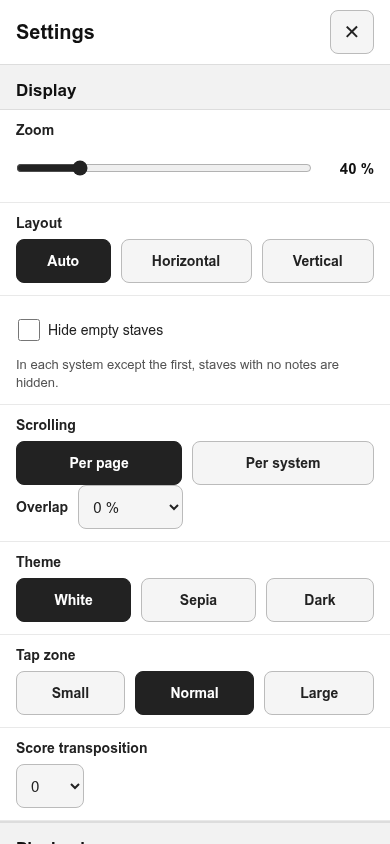 Settings
✕
Display
Zoom
40 %
Layout
Auto
Horizontal
Vertical
Hide empty staves
In each system except the first, staves with no notes are
hidden.
Scrolling
Per page
Per system
Overlap
0 %
Theme
White
Sepia
Dark
Tap zone
Small
Normal
Large
Score transposition
0